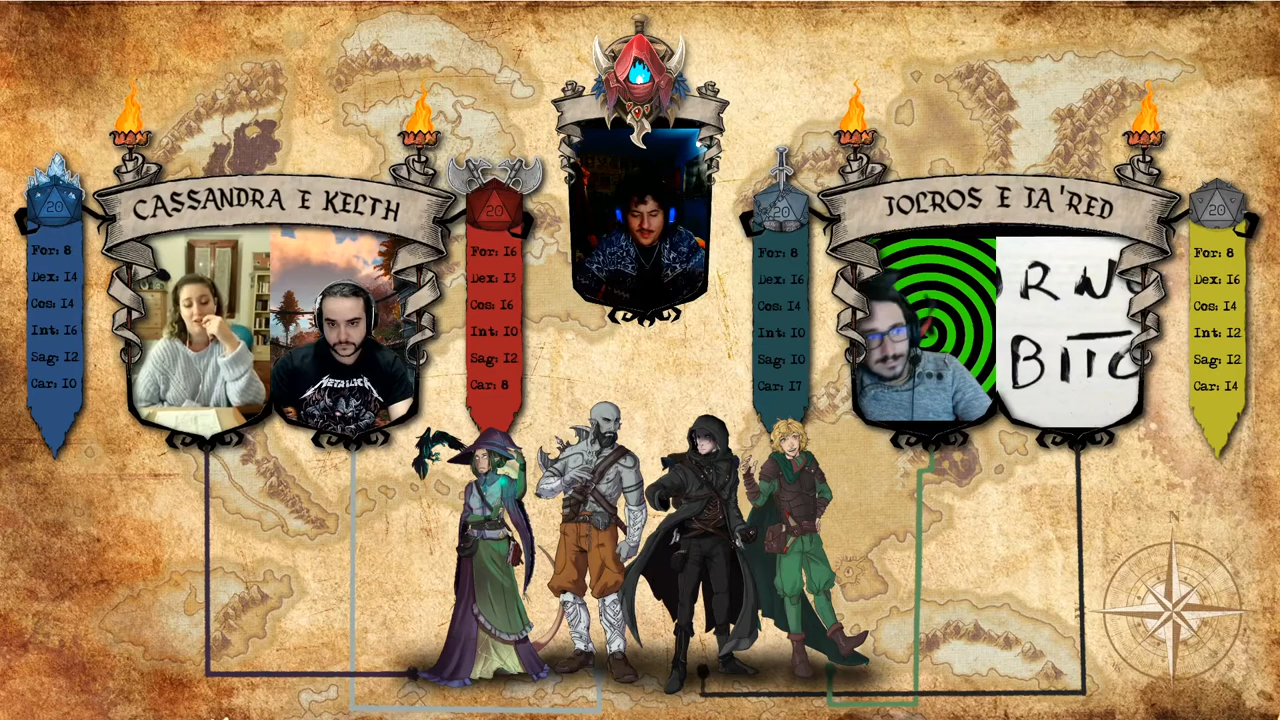 CASSANDRA E KELTH
JOLROS E JA'RED
20
For: 8
Dex: 14
Cos: 14
Int: 16
Sag: 12
Car: 10
METALLICA
20
For: 16
Dex: 13
Cos: 16
Int: 10
Sag: 12
Car: 8
20
For: 8
Dex: 16
Cos: 14
Int: 10
Sag: 10
Car: 17
RN
BITC
20
For: 8
Dex: 16
Cos: 14
Int: 12
Sag: 12
Car: 14
N